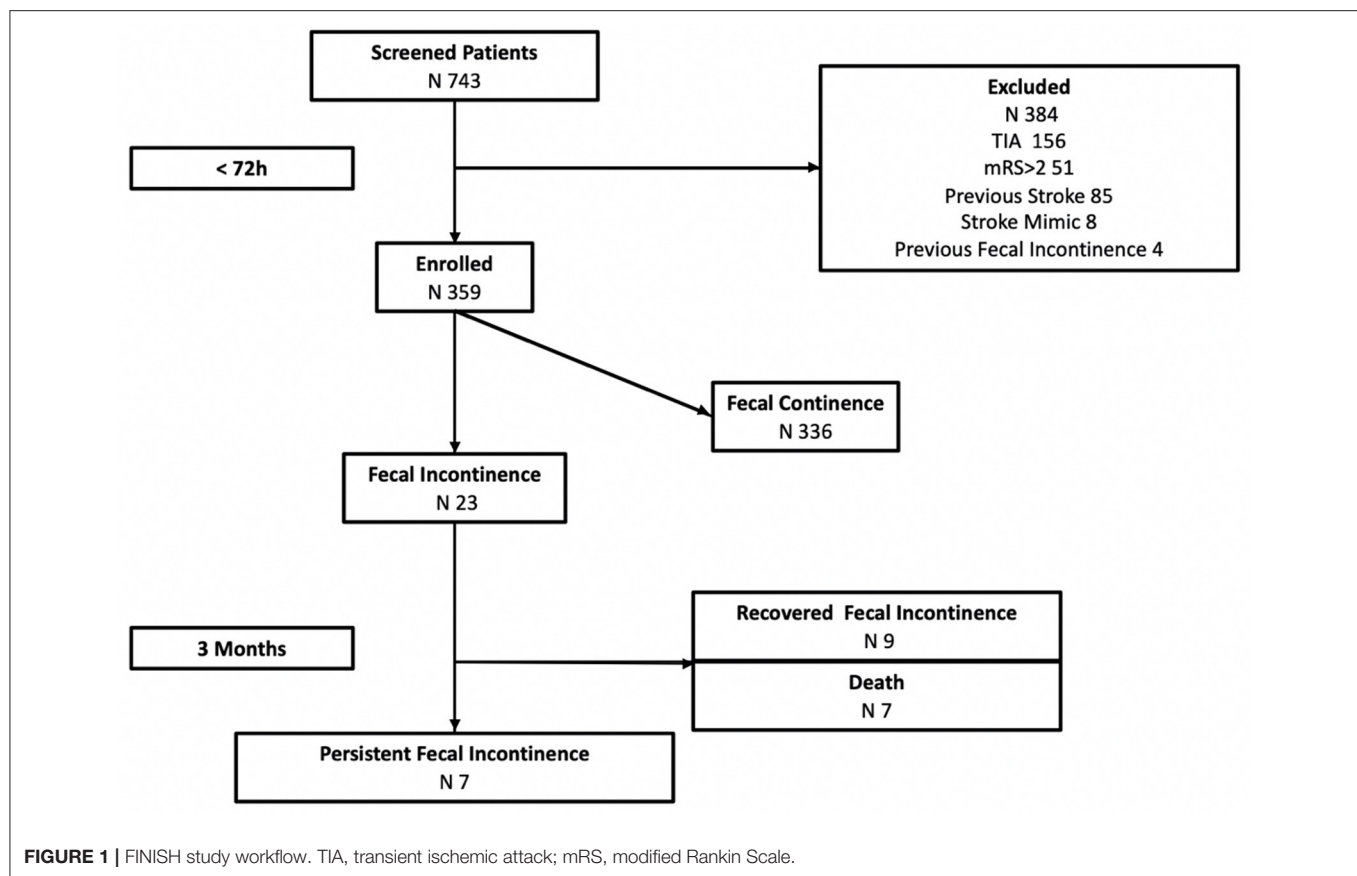 Screened Patients
N 743
Excluded
N 384
TIA 156
mRS>2 51
Previous Stroke 85
Stroke Mimic 8
Previous Fecal Incontinence 4
< 72h
Enrolled
N 359
Fecal Continence
N 336
Fecal Incontinence
N 23
Recovered Fecal Incontinence
N 9
3 Months
Death
N 7
Persistent Fecal Incontinence
N 7
FIGURE 1 | FINISH study workflow. TIA, transient ischemic attack; mRS, modified Rankin Scale.